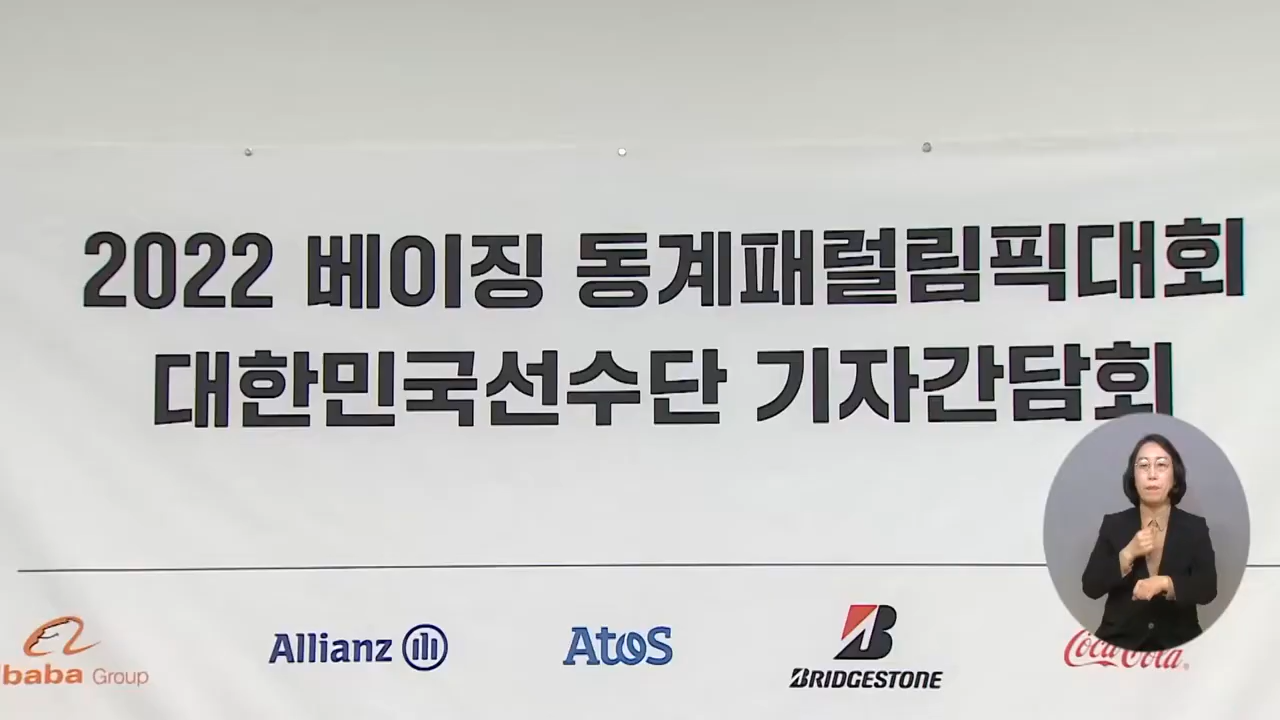 2022 베이징 동계패럴림픽대회
대한민국선수단 기자간담회
baba Group
Allianz
Atos
BRIDGESTONE
Coca-Cola